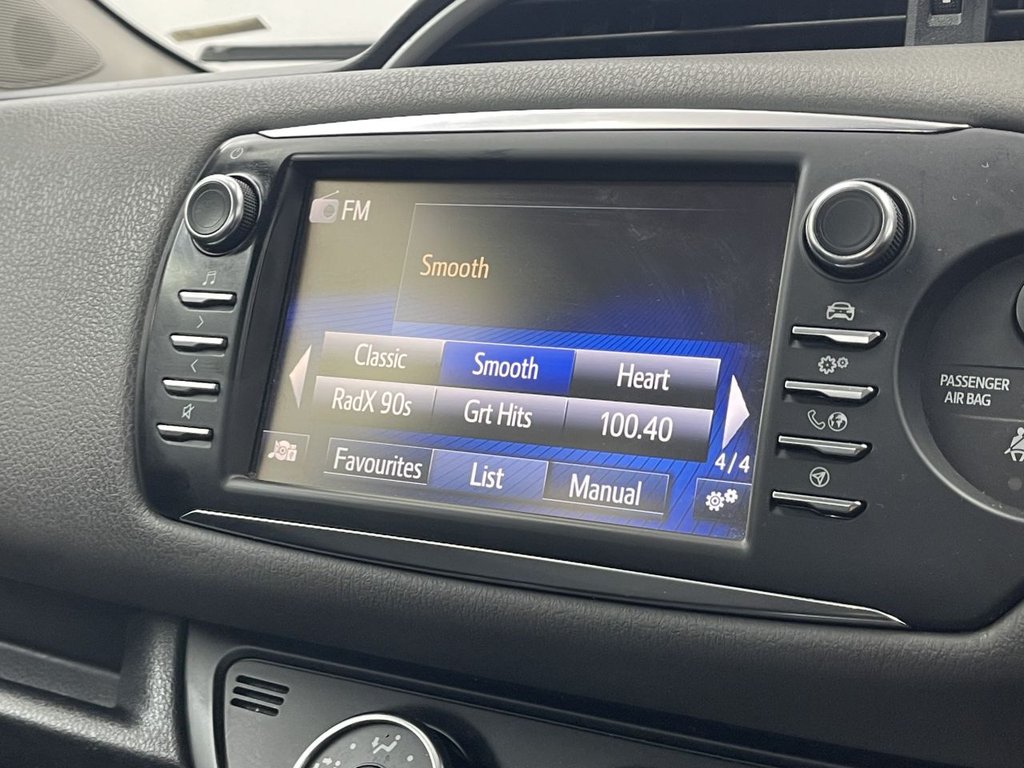 FM
Smooth
Classic Smooth Heart
RadX 90s Grt Hits 100.40
4/4
Favourites List Manual
PASSENGER
AIR BAG